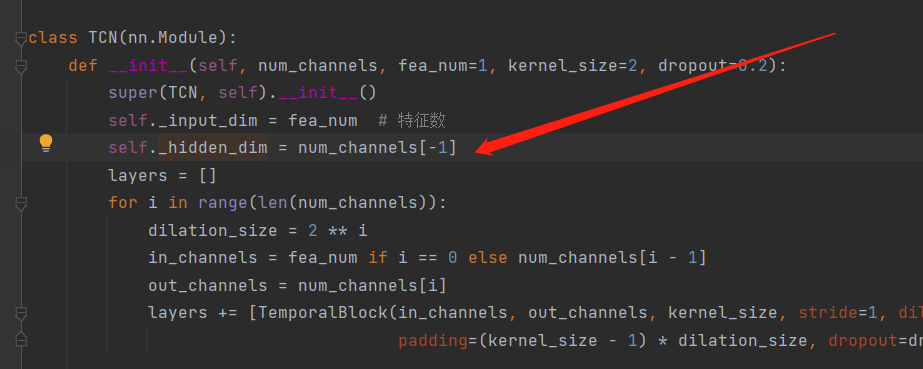 class TCN(nn.Module):
def __init__(self, num_channels, fea_num=1, kernel_size=2, dropout=0.2):
super(TCN, self).__init__()
self._input_dim = fea_num  # 特征数
self._hidden_dim = num_channels[-1]
layers = []
for i in range(len(num_channels)):
dilation_size = 2 ** i
in_channels = fea_num if i == 0 else num_channels[i - 1]
out_channels = num_channels[i]
layers += [TemporalBlock(in_channels, out_channels, kernel_size, stride=1, dil
padding=(kernel_size - 1) * dilation_size, dropout=dr